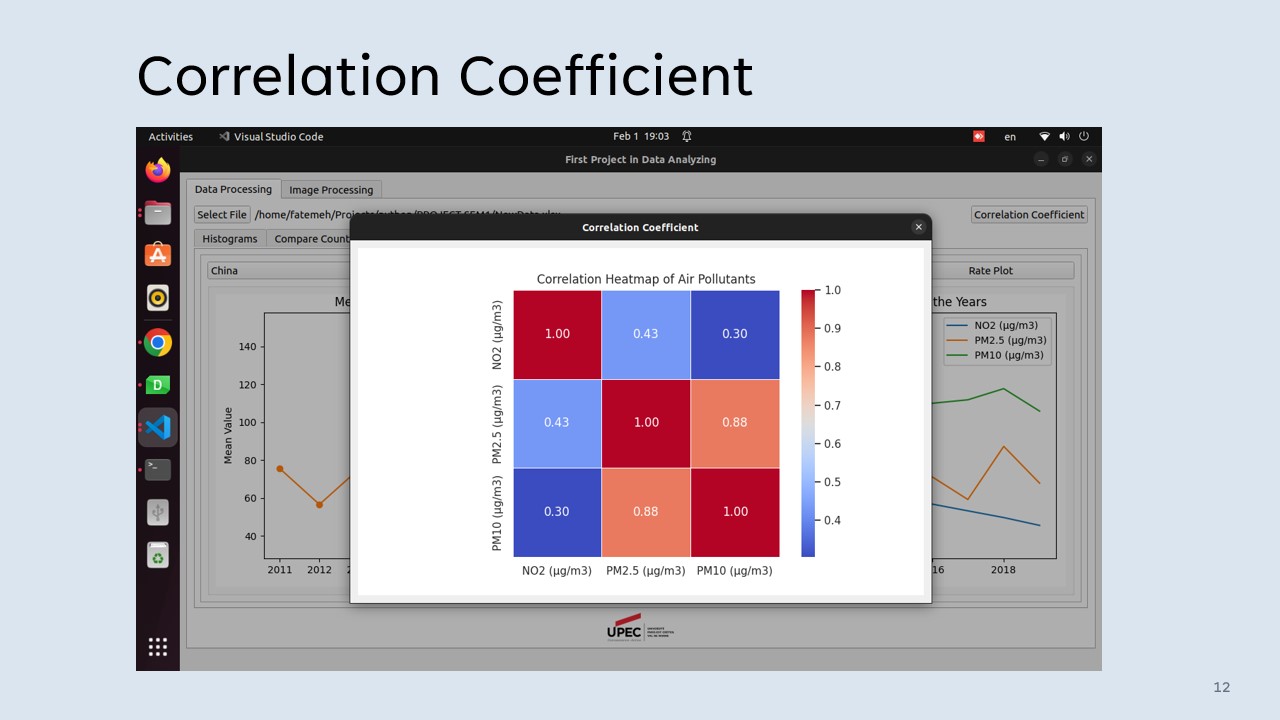 Correlation Coefficient
Activities
Visual Studio Code
Feb 1 19:03
en
First Project in Data Analyzing
Data Processing
Image Processing
Select File
/home/fatemeh/Projects/python/PROJECT-SEM1/NewData.xlsx
Correlation Coefficient
Histograms
Compare Count
Correlation Coefficient
China
Rate Plot
Me
the Years
Correlation Heatmap of Air Pollutants
NO2 (μg/m3)
PM2.5 (μg/m3)
PM10 (μg/m3)
1.00 0.43 0.30
0.43 1.00 0.88
0.30 0.88 1.00
NO2 (μg/m3) PM2.5 (μg/m3) PM10 (μg/m3)
1.0
0.9
0.8
0.7
0.6
0.5
0.4
NO2 (μg/m3)
PM2.5 (μg/m3)
PM10 (μg/m3)
Mean Value
140
120
100
80
60
40
2011 2012 2
16 2018
UPEC
12